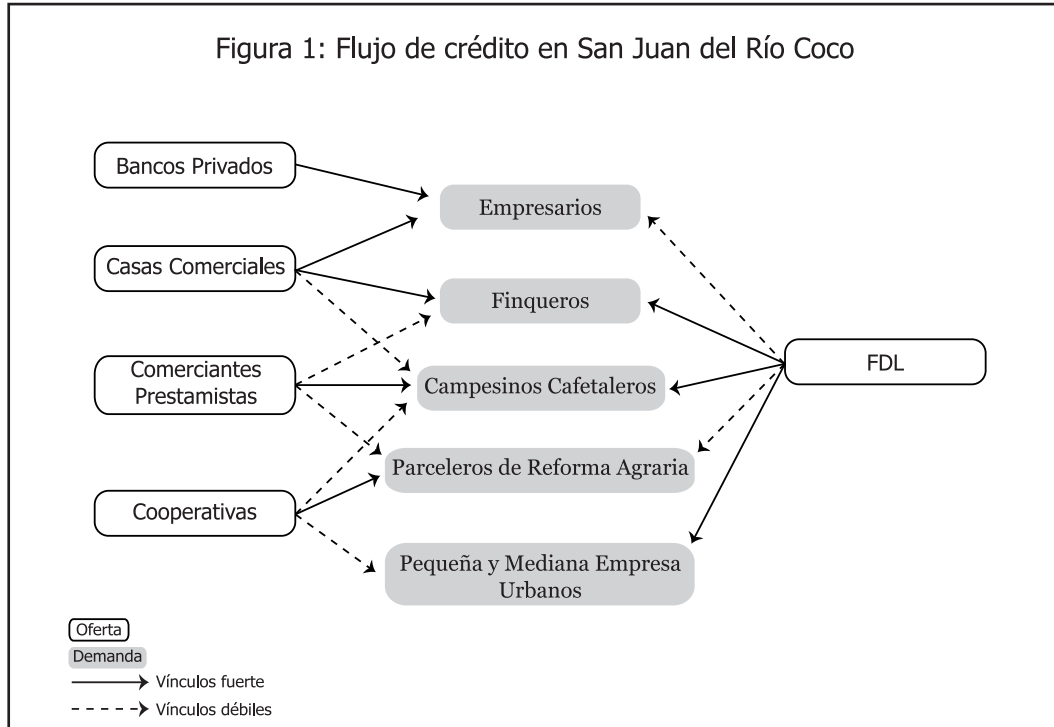 Figura 1: Flujo de crédito en San Juan del Río Coco
Bancos Privados
Empresarios
Casas Comerciales
Finqueros
Comerciantes
Prestamistas
Campesinos Cafetaleros
FDL
Parceleros de Reforma Agraria
Cooperativas
Pequeña y Mediana Empresa
Urbanos
Oferta
Demanda
Vínculos fuerte
Vínculos débiles